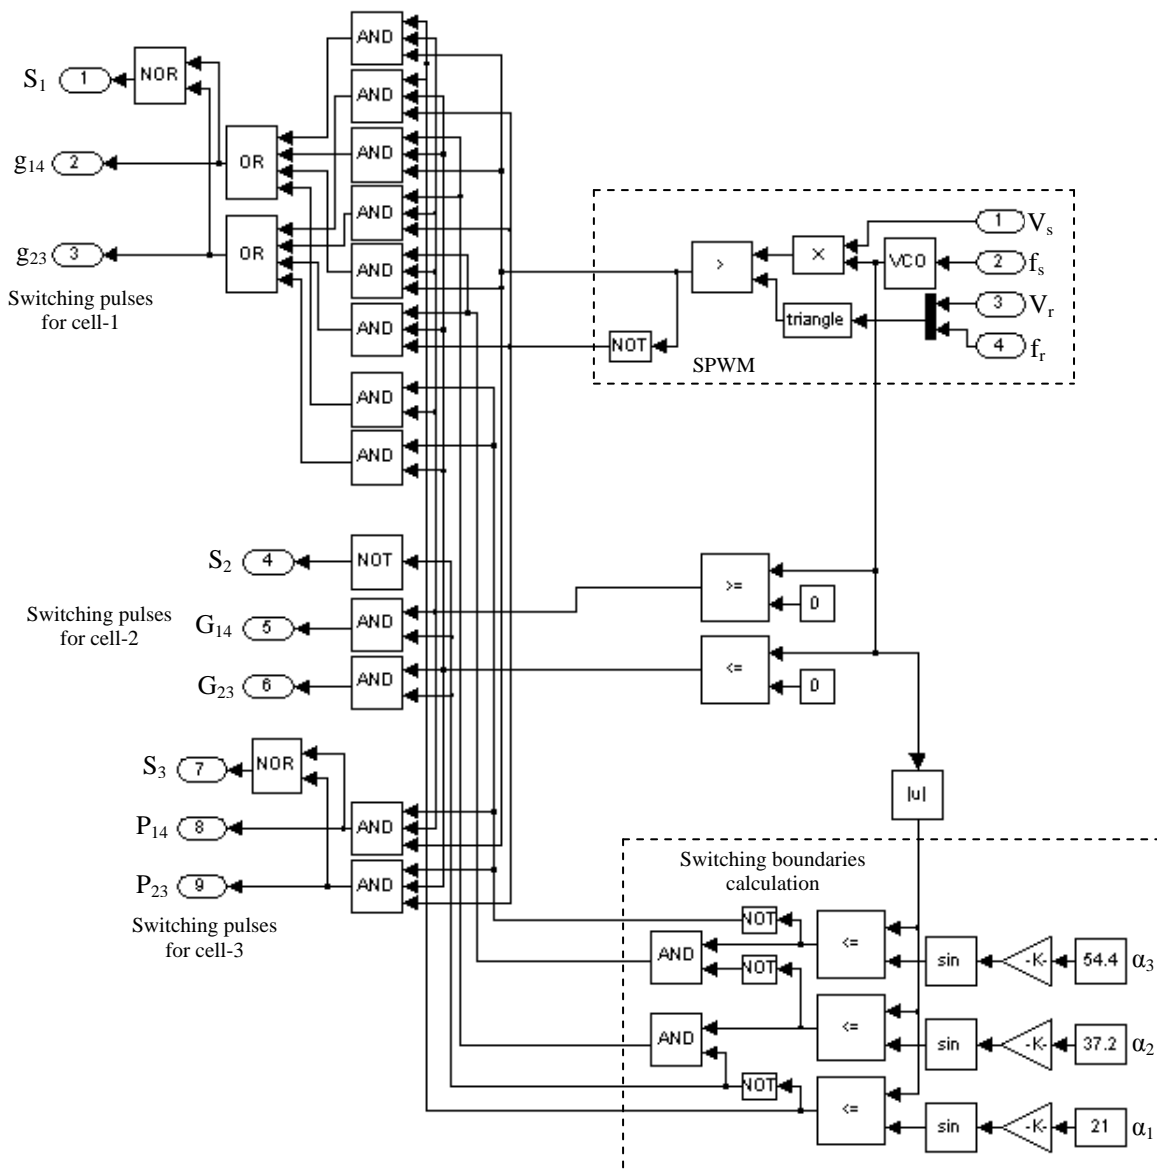 AND
S1 1 NOR
AND
g14 2 OR AND
AND
g23 3 OR AND
Switching pulses
for cell-1
AND
AND
AND
> × VCO
1 Vs
2 fs
3 Vr
4 fr
triangle
NOT
SPWM
S2 4 NOT
Switching pulses
for cell-2
G14 5 AND
G23 6 AND
>= 0
<= 0
S3 7 NOR
P14 8 AND
P23 9 AND
Switching pulses
for cell-3
|u|
Switching boundaries
calculation
NOT
AND <= sin -K- 54.4 α3
NOT
AND <= sin -K- 37.2 α2
NOT
<= sin -K- 21 α1